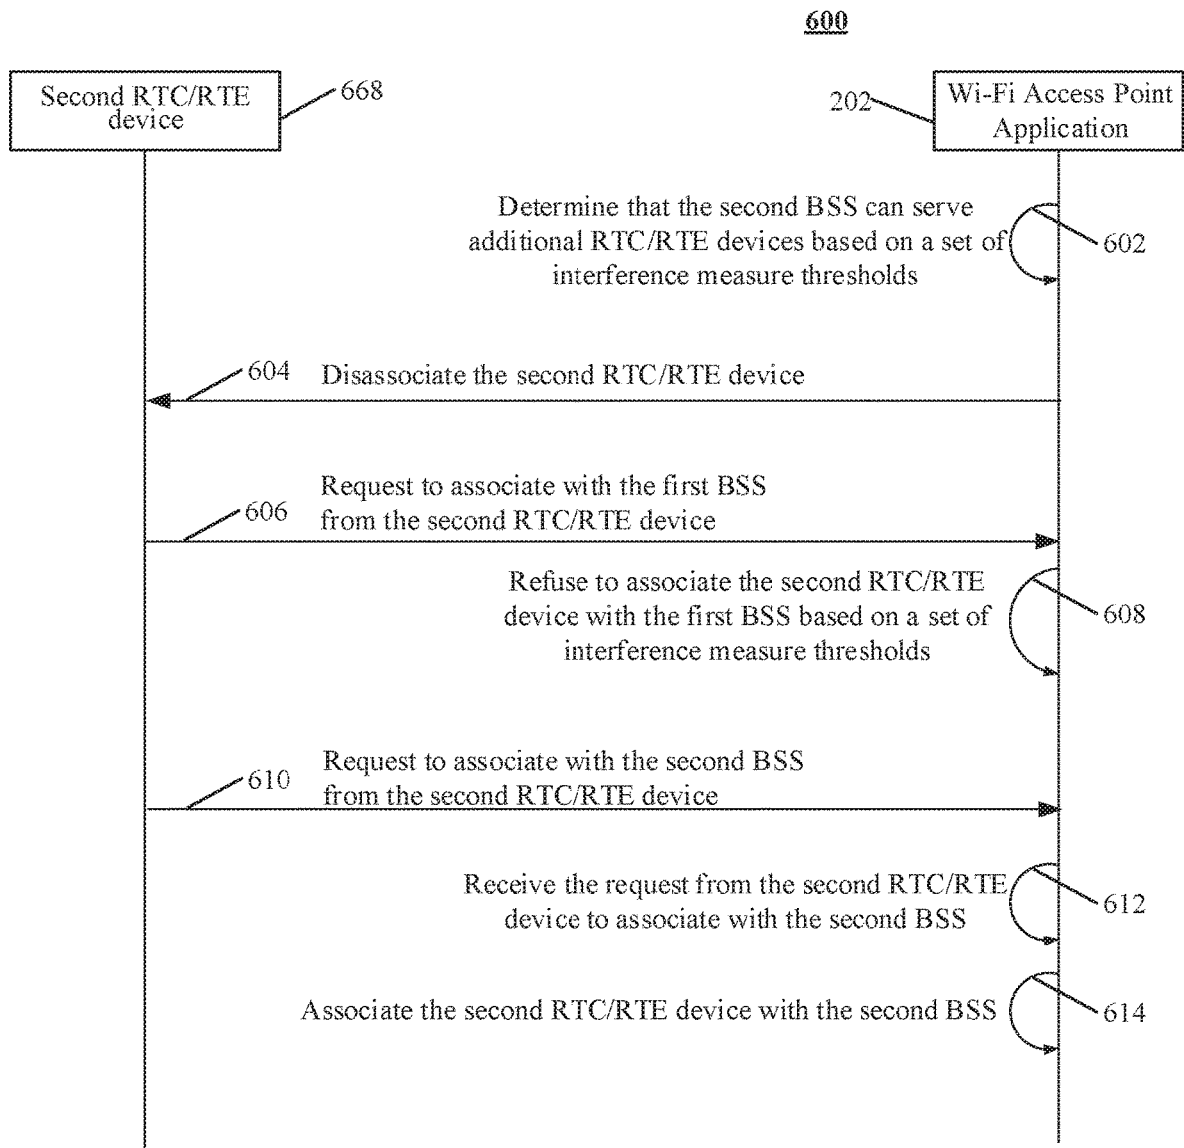 600
Second RTC/RTE
device
668
202
Wi-Fi Access Point
Application
Determine that the second BSS can serve
additional RTC/RTE devices based on a set of
interference measure thresholds
602
604
Disassociate the second RTC/RTE device
Request to associate with the first BSS
from the second RTC/RTE device
606
Refuse to associate the second RTC/RTE
device with the first BSS based on a set of
interference measure thresholds
608
610
Request to associate with the second BSS
from the second RTC/RTE device
Receive the request from the second RTC/RTE
device to associate with the second BSS
612
Associate the second RTC/RTE device with the second BSS
614